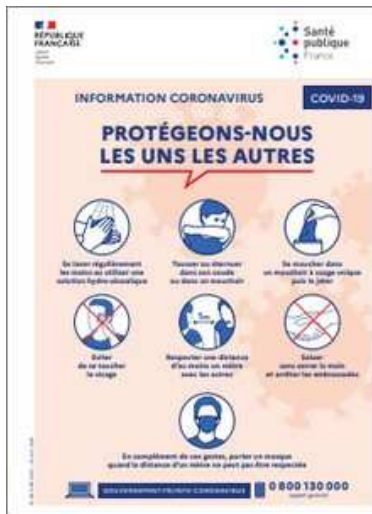 RÉPUBLIQUE
FRANÇAISE
Santé
publique
France
INFORMATION CORONAVIRUS
COVID-19
PROTÉGEONS-NOUS
LES UNS LES AUTRES
Se laver régulièrement
les mains ou utiliser une
solution hydro-alcoolique
Tousser ou éternuer
dans son coude
ou dans un mouchoir
Se moucher dans
un mouchoir à usage unique
puis le jeter
Eviter
de se toucher
le visage
Respecter une distance
d'au moins un mètre
avec les autres
Saluer
sans serrer la main
et arrêter les embrassades
En complément de ces gestes, porter un masque
quand la distance d'un mètre ne peut pas être respectée
GOUVERNEMENT.FR/INFO-CORONAVIRUS
0 800 130 000
(appel gratuit)